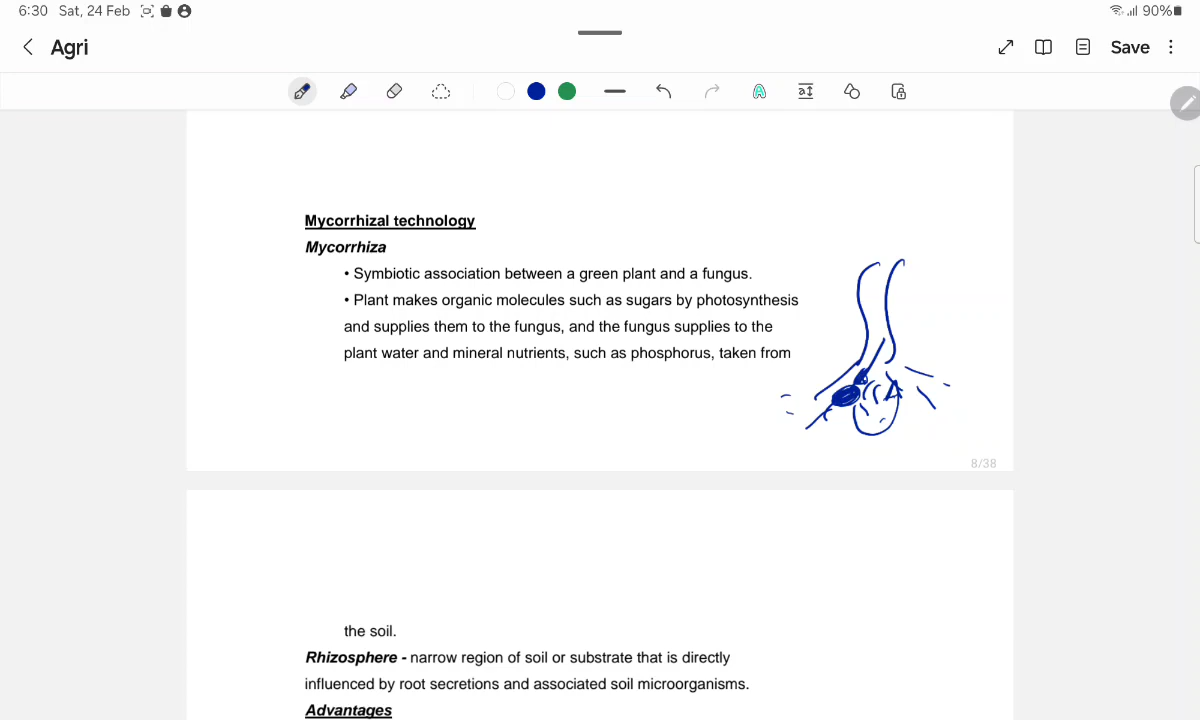 6:30 Sat, 24 Feb 90%
Agri Save
Mycorrhizal technology
Mycorrhiza
• Symbiotic association between a green plant and a fungus.
• Plant makes organic molecules such as sugars by photosynthesis
and supplies them to the fungus, and the fungus supplies to the
plant water and mineral nutrients, such as phosphorus, taken from
8/38
the soil.
Rhizosphere - narrow region of soil or substrate that is directly
influenced by root secretions and associated soil microorganisms.
Advantages